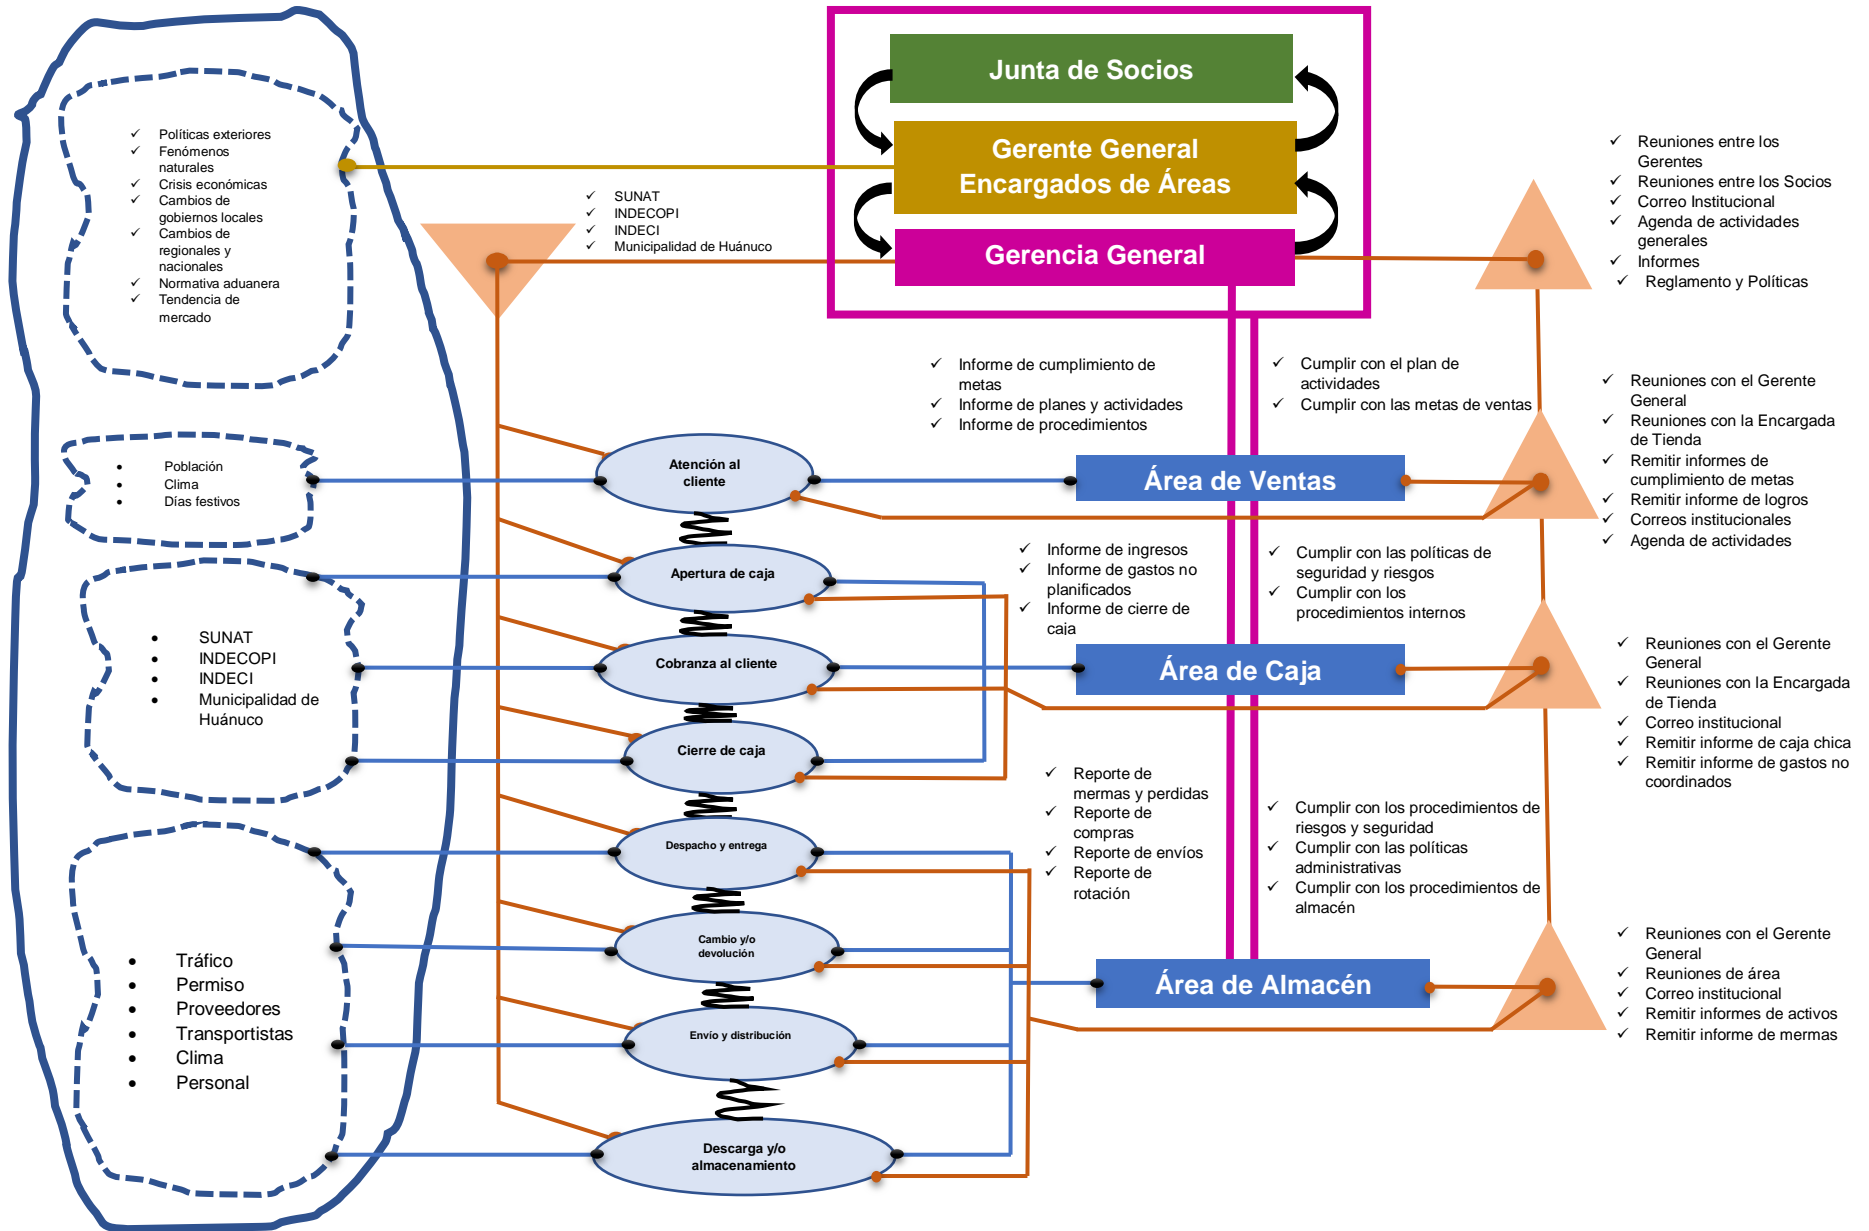 Junta de Socios
Gerente General
Encargados de Áreas
Gerencia General
✓ Políticas exteriores
✓ Fenómenos
naturales
✓ Crisis económicas
✓ Cambios de
gobiernos locales
✓ Cambios de
regionales y
nacionales
✓ Normativa aduanera
✓ Tendencia de
mercado
✓ SUNAT
✓ INDECOPI
✓ INDECI
✓ Municipalidad de Huánuco
✓ Reuniones entre los
Gerentes
✓ Reuniones entre los Socios
✓ Correo Institucional
✓ Agenda de actividades
generales
✓ Informes
✓ Reglamento y Políticas
✓ Informe de cumplimiento de
metas
✓ Informe de planes y actividades
✓ Informe de procedimientos
✓ Cumplir con el plan de
actividades
✓ Cumplir con las metas de ventas
✓ Reuniones con el Gerente
General
✓ Reuniones con la Encargada
de Tienda
✓ Remitir informes de
cumplimiento de metas
✓ Remitir informe de logros
✓ Correos institucionales
✓ Agenda de actividades
• Población
• Clima
• Días festivos
Atención al
cliente
Área de Ventas
Apertura de caja
✓ Informe de ingresos
✓ Informe de gastos no
planificados
✓ Informe de cierre de
caja
✓ Cumplir con las políticas de
seguridad y riesgos
✓ Cumplir con los
procedimientos internos
• SUNAT
• INDECOPI
• INDECI
• Municipalidad de
Huánuco
Cobranza al cliente
Área de Caja
✓ Reuniones con el Gerente
General
✓ Reuniones con la Encargada
de Tienda
✓ Correo institucional
✓ Remitir informe de caja chica
✓ Remitir informe de gastos no
coordinados
Cierre de caja
✓ Reporte de
mermas y perdidas
✓ Reporte de
compras
✓ Reporte de envíos
✓ Reporte de
rotación
✓ Cumplir con los procedimientos de
riesgos y seguridad
✓ Cumplir con las políticas
administrativas
✓ Cumplir con los procedimientos de
almacén
Despacho y entrega
Cambio y/o
devolución
• Tráfico
• Permiso
• Proveedores
• Transportistas
• Clima
• Personal
Área de Almacén
✓ Reuniones con el Gerente
General
✓ Reuniones de área
✓ Correo institucional
✓ Remitir informes de activos
✓ Remitir informe de mermas
Envío y distribución
Descarga y/o
almacenamiento